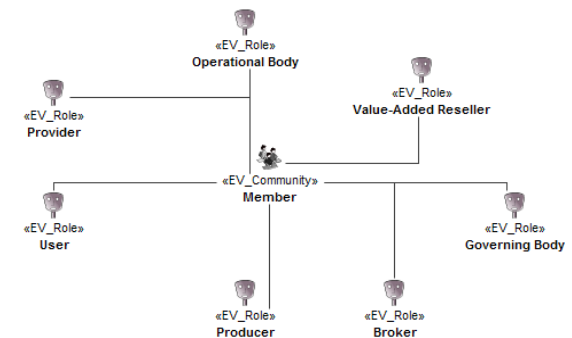 «EV_Role»
Operational Body
«EV_Role»
Value-Added Reseller
«EV_Role»
Provider
«EV_Community»
Member
«EV_Role»
User
«EV_Role»
Governing Body
«EV_Role»
Producer
«EV_Role»
Broker